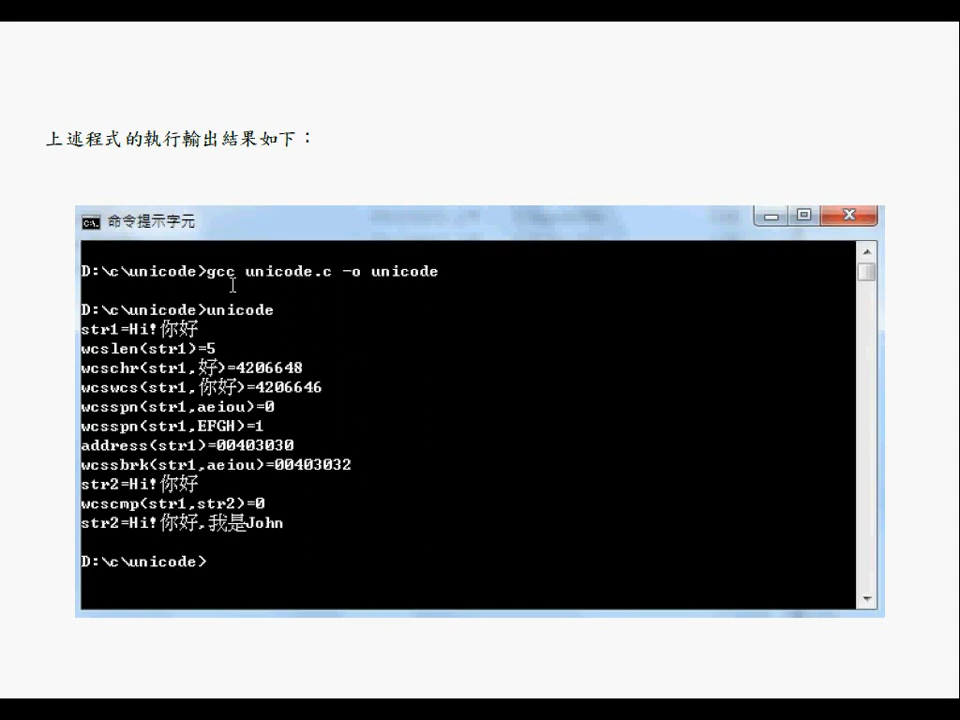 上述程式的執行輸出結果如下：
命令提示字元
D:\c\unicode>gcc unicode.c -o unicode
D:\c\unicode>unicode
str1=Hi!你好
wcslen(str1)=5
wcschr(str1,好)=4206648
wcswcs(str1,你好)=4206646
wcsspn(str1,aeiou)=0
wcsspn(str1,EFGH)=1
address(str1)=00403030
wcssbrk(str1,aeiou)=00403032
str2=Hi!你好
wcscmp(str1,str2)=0
str2=Hi!你好,我是John
D:\c\unicode>